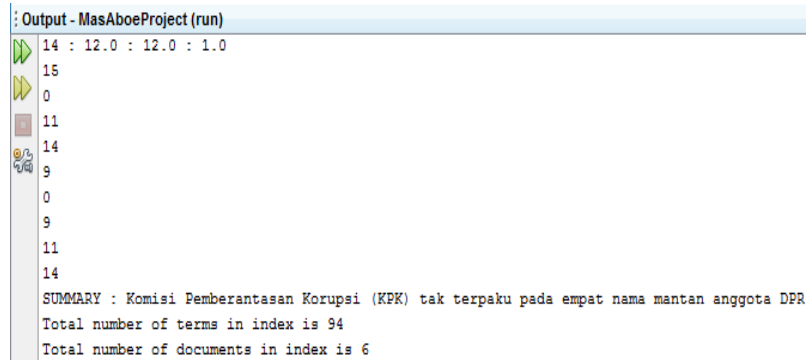 Output - MasAboeProject (run)
14 : 12.0 : 12.0 : 1.0
15
0
11
14
9
0
9
11
14
SUMMARY : Komisi Pemberantasan Korupsi (KPK) tak terpaku pada empat nama mantan anggota DPR
Total number of terms in index is 94
Total number of documents in index is 6